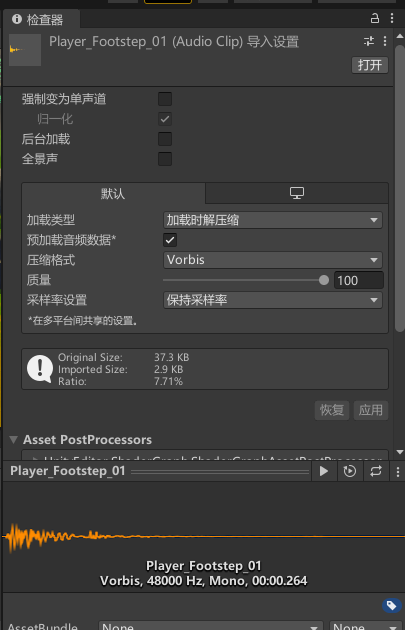 检查器
Player_Footstep_01 (Audio Clip) 导入设置
打开
强制变为单声道
归一化
后台加载
全景声
默认
加载类型 加载时解压缩
预加载音频数据*
压缩格式 Vorbis
质量 100
采样率设置 保持采样率
*在多平台间共享的设置。
Original Size: 37.3 KB
Imported Size: 2.9 KB
Ratio: 7.71%
恢复 应用
Asset PostProcessors
UnityEditor.ShaderGraph.ShaderGraphAssetPostProcessor
Player_Footstep_01
Player_Footstep_01
Vorbis, 48000 Hz, Mono, 00:00.264
AssetBundle None None